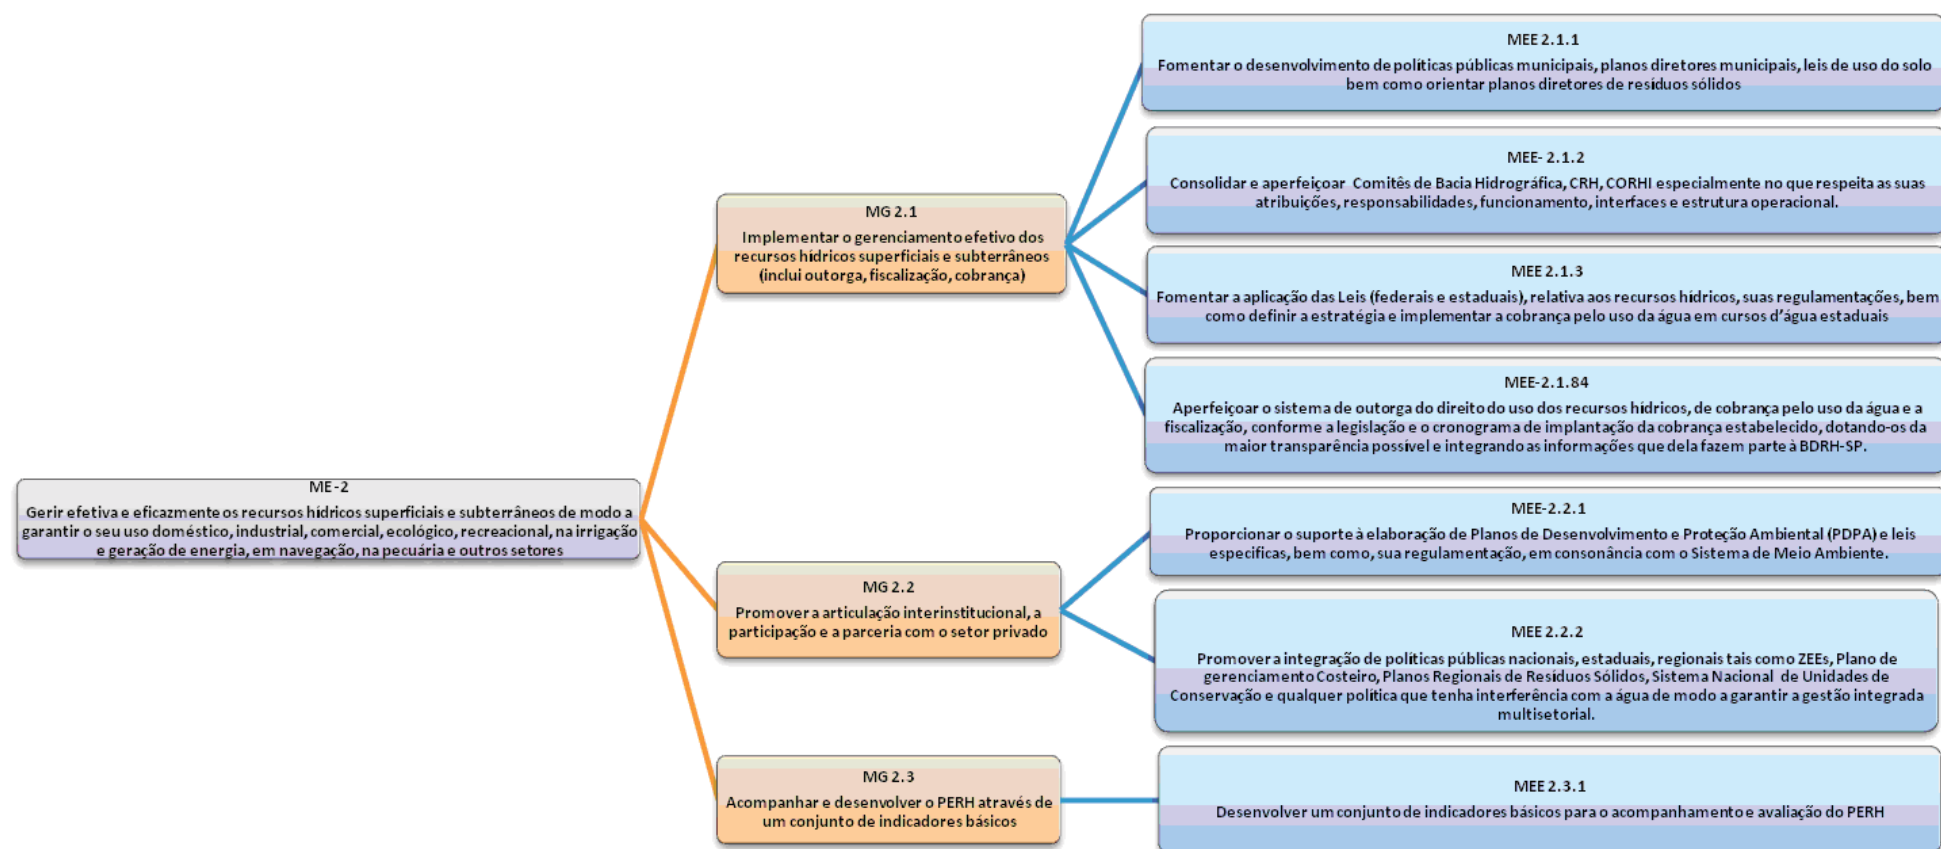 ME-2
Gerir efetiva e eficazmente os recursos hídricos superficiais e subterrâneos de modo a
garantir o seu uso doméstico, industrial, comercial, ecológico, recreacional, na irrigação
e geração de energia, em navegação, na pecuária e outros setores
MG 2.1
Implementar o gerenciamento efetivo dos
recursos hídricos superficiais e subterrâneos
(inclui outorga, fiscalização, cobrança)
MEE 2.1.1
Fomentar o desenvolvimento de políticas públicas municipais, planos diretores municipais, leis de uso do solo
bem como orientar planos diretores de resíduos sólidos
MEE- 2.1.2
Consolidar e aperfeiçoar Comitês de Bacia Hidrográfica, CRH, CORHI especialmente no que respeita as suas
atribuições, responsabilidades, funcionamento, interfaces e estrutura operacional.
MEE 2.1.3
Fomentar a aplicação das Leis (federais e estaduais), relativa aos recursos hídricos, suas regulamentações, bem
como definir a estratégia e implementar a cobrança pelo uso da água em cursos d’água estaduais
MEE-2.1.84
Aperfeiçoar o sistema de outorga do direito do uso dos recursos hídricos, de cobrança pelo uso da água e a
fiscalização, conforme a legislação e o cronograma de implantação da cobrança estabelecido, dotando-os da
maior transparência possível e integrando as informações que dela fazem parte à BDRH-SP.
MG 2.2
Promover a articulação interinstitucional, a
participação e a parceria com o setor privado
MEE-2.2.1
Proporcionar o suporte à elaboração de Planos de Desenvolvimento e Proteção Ambiental (PDPA) e leis
especificas, bem como, sua regulamentação, em consonância com o Sistema de Meio Ambiente.
MEE 2.2.2
Promover a integração de políticas públicas nacionais, estaduais, regionais tais como ZEEs, Plano de
gerenciamento Costeiro, Planos Regionais de Resíduos Sólidos, Sistema Nacional de Unidades de
Conservação e qualquer política que tenha interferência com a água de modo a garantir a gestão integrada
multisetorial.
MG 2.3
Acompanhar e desenvolver o PERH através de
um conjunto de indicadores básicos
MEE 2.3.1
Desenvolver um conjunto de indicadores básicos para o acompanhamento e avaliação do PERH